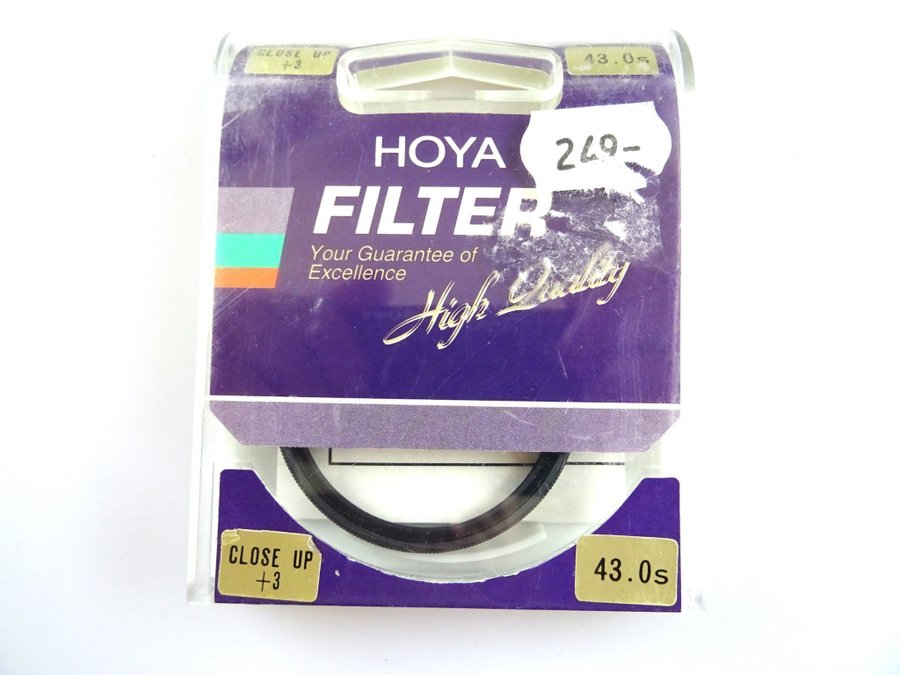 CLOSE UP
+3
43.0s
HOYA
249-
FILTER
Your Guarantee of
Excellence
High Quality
CLOSE UP
+3
43.0s